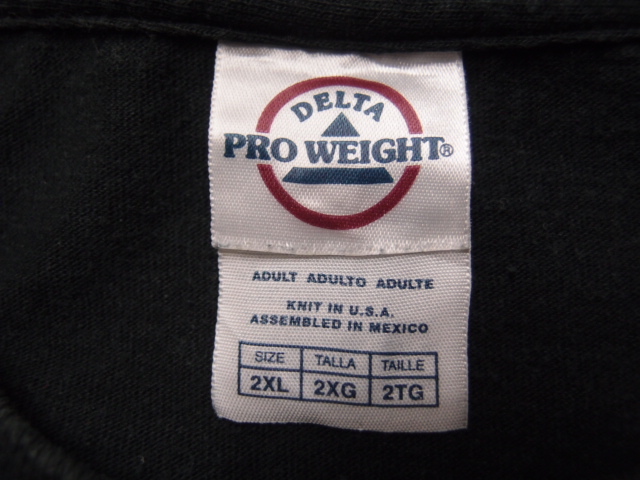 DELTA
PRO WEIGHT®
ADULT ADULTO ADULTE
KNIT IN U.S.A.
ASSEMBLED IN MEXICO
SIZE TALLA TAILLE
2XL 2XG 2TG